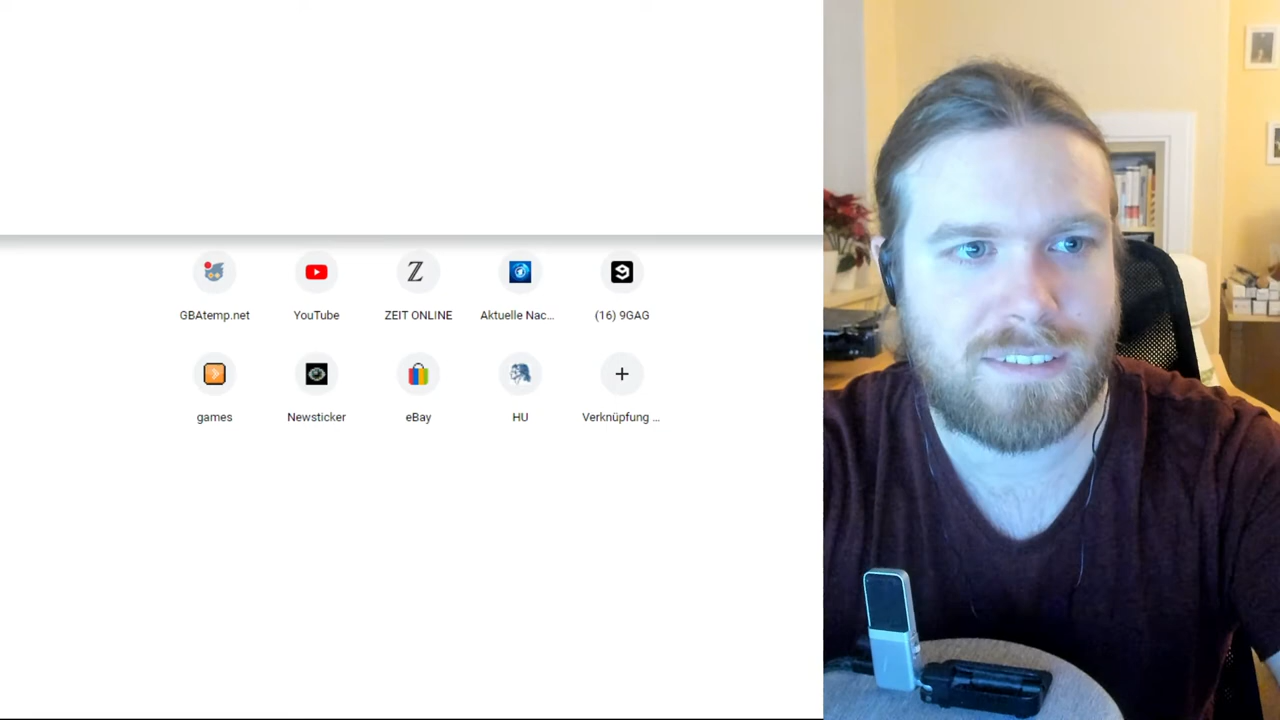 GBAtemp.net
YouTube
ZEIT ONLINE
Aktuelle Nac...
(16) 9GAG
games
Newsticker
eBay
HU
Verknüpfung ...